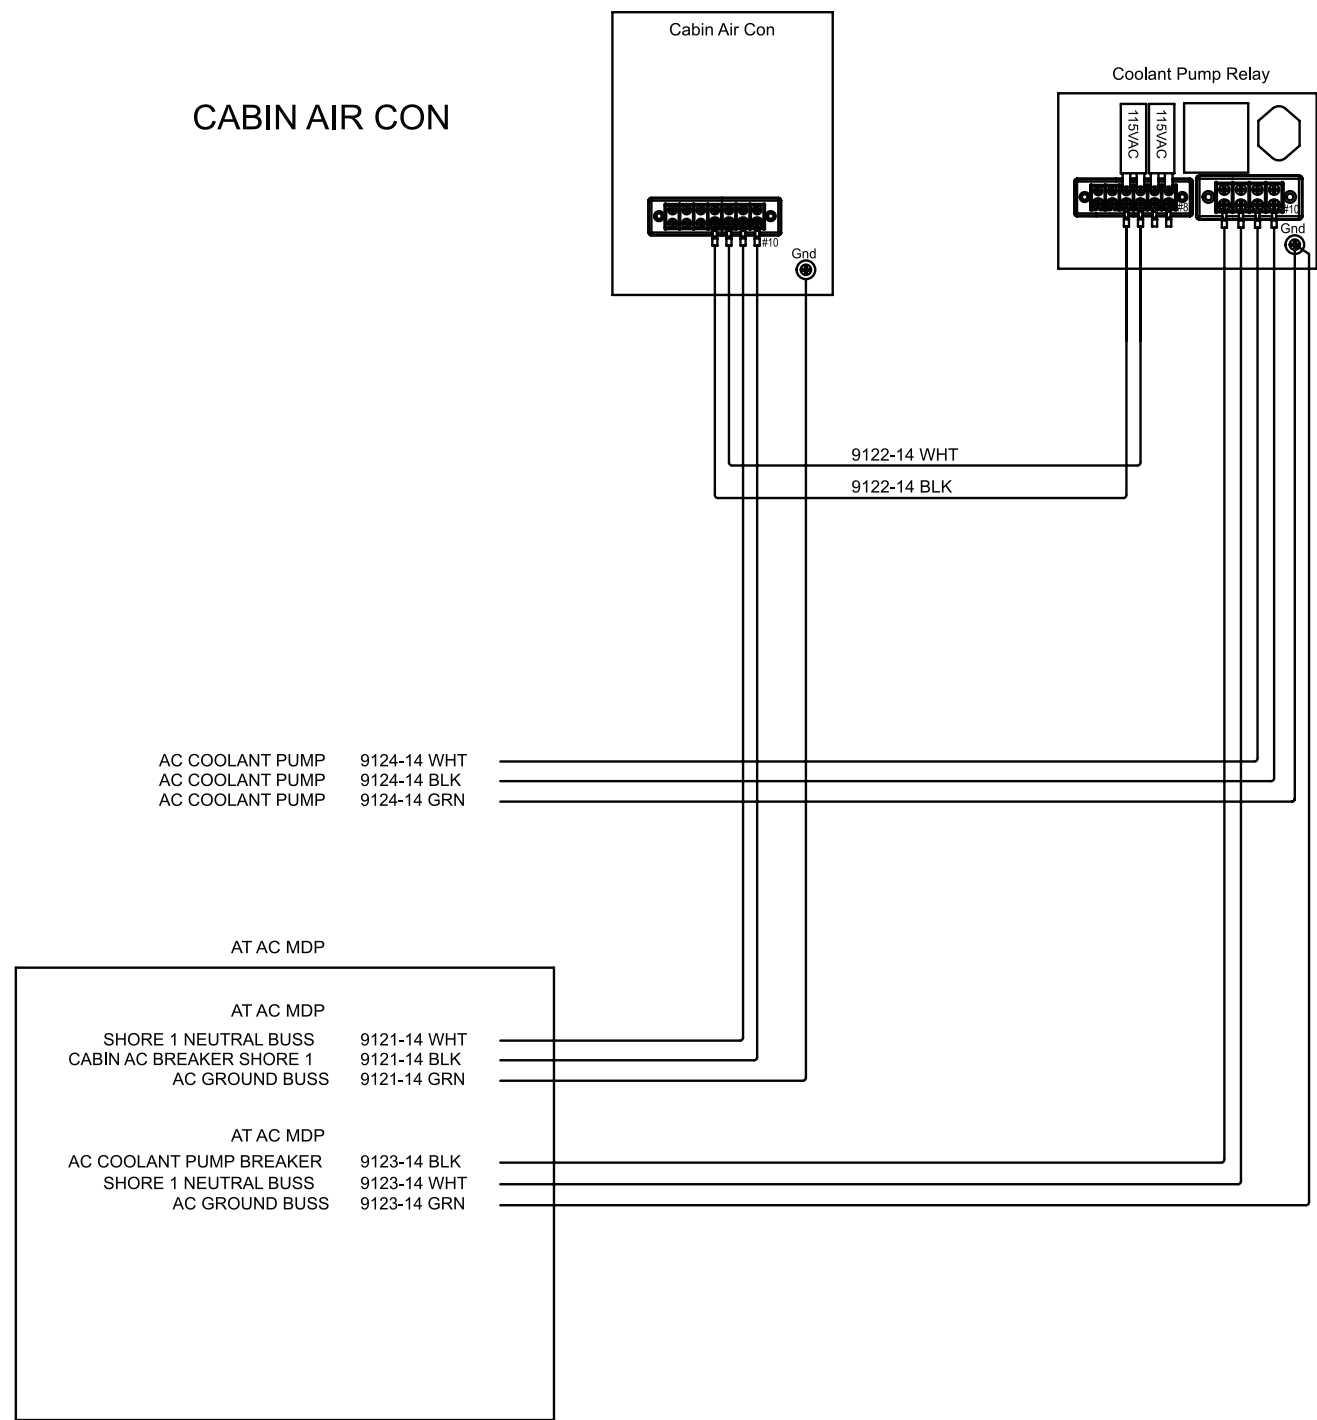 Cabin Air Con
Coolant Pump Relay
CABIN AIR CON
115VAC
115VAC
#8
#10
Gnd
#10
Gnd
9122-14 WHT
9122-14 BLK
AC COOLANT PUMP 9124-14 WHT
AC COOLANT PUMP 9124-14 BLK
AC COOLANT PUMP 9124-14 GRN
AT AC MDP
AT AC MDP
SHORE 1 NEUTRAL BUSS 9121-14 WHT
CABIN AC BREAKER SHORE 1 9121-14 BLK
AC GROUND BUSS 9121-14 GRN
AT AC MDP
AC COOLANT PUMP BREAKER 9123-14 BLK
SHORE 1 NEUTRAL BUSS 9123-14 WHT
AC GROUND BUSS 9123-14 GRN